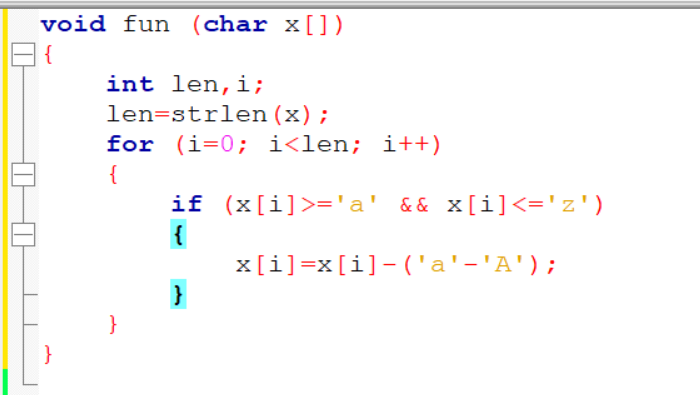 void fun (char x[])
{
int len,i;
len=strlen(x);
for (i=0; i<len; i++)
{
if (x[i]>='a' && x[i]<='z')
{
x[i]=x[i]-('a'-'A');
}
}
}